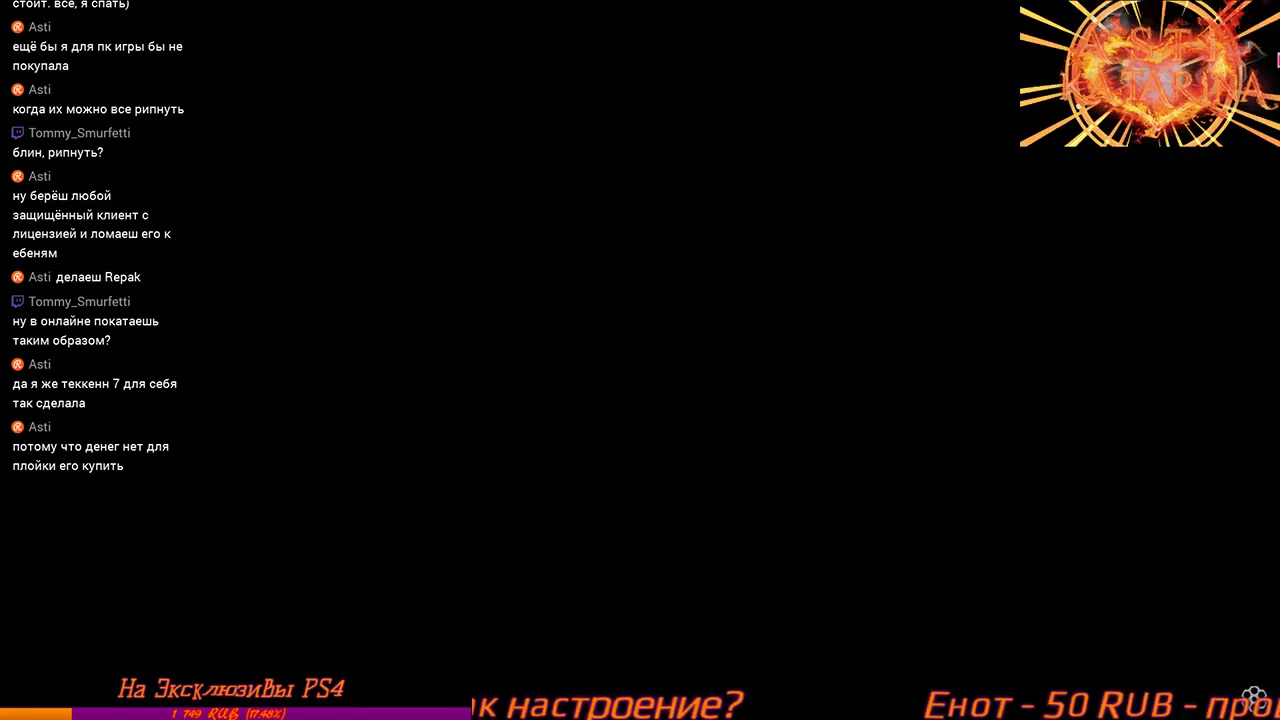 стоит. все, я спать)
Asti
ещё бы я для пк игры бы не
покупала
Asti
когда их можно все рипнуть
Tommy_Smurfetti
блин, рипнуть?
Asti
ну берёш любой
защищённый клиент с
лицензией и ломаеш его к
ебеням
Asti делаеш Repak
Tommy_Smurfetti
ну в онлайне покатаешь
таким образом?
Asti
да я же теккенн 7 для себя
так сделала
Asti
потому что денег нет для
плойки его купить
ASTI
KATARINA
На Эксклюзивы PS4
1 749 RUB (17.48%)
к настроение?
Енот - 50 RUB - про